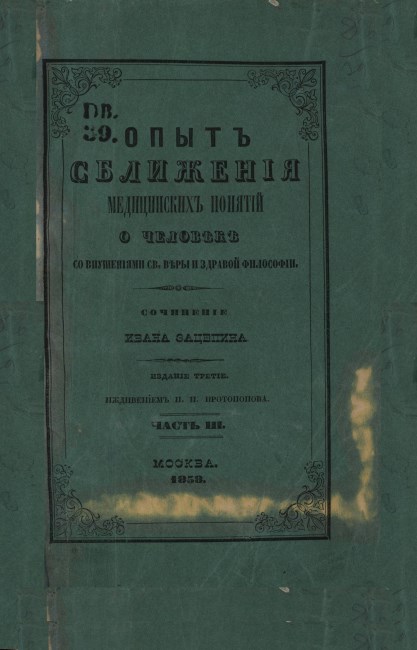 DB.
39.
ОПЫТЪ
СБЛИЖЕНІЯ
МЕДИЦИНСКИХЪ ПОНЯТІЙ
О ЧЕЛОВѢКѢ
СО ВНУШЕНІЯМИ СВ. ВѢРЫ И ЗДРАВОЙ ФИЛОСОФІИ.
СОЧИНЕНІЕ
ИВАНА ЗАЦѢПИНА
ИЗДАНІЕ ТРЕТІЕ.
ИЖДИВЕНІЕМЪ П. П. ПРОТОПОПОВА.
ЧАСТЬ III.
МОСКВА.
1858.